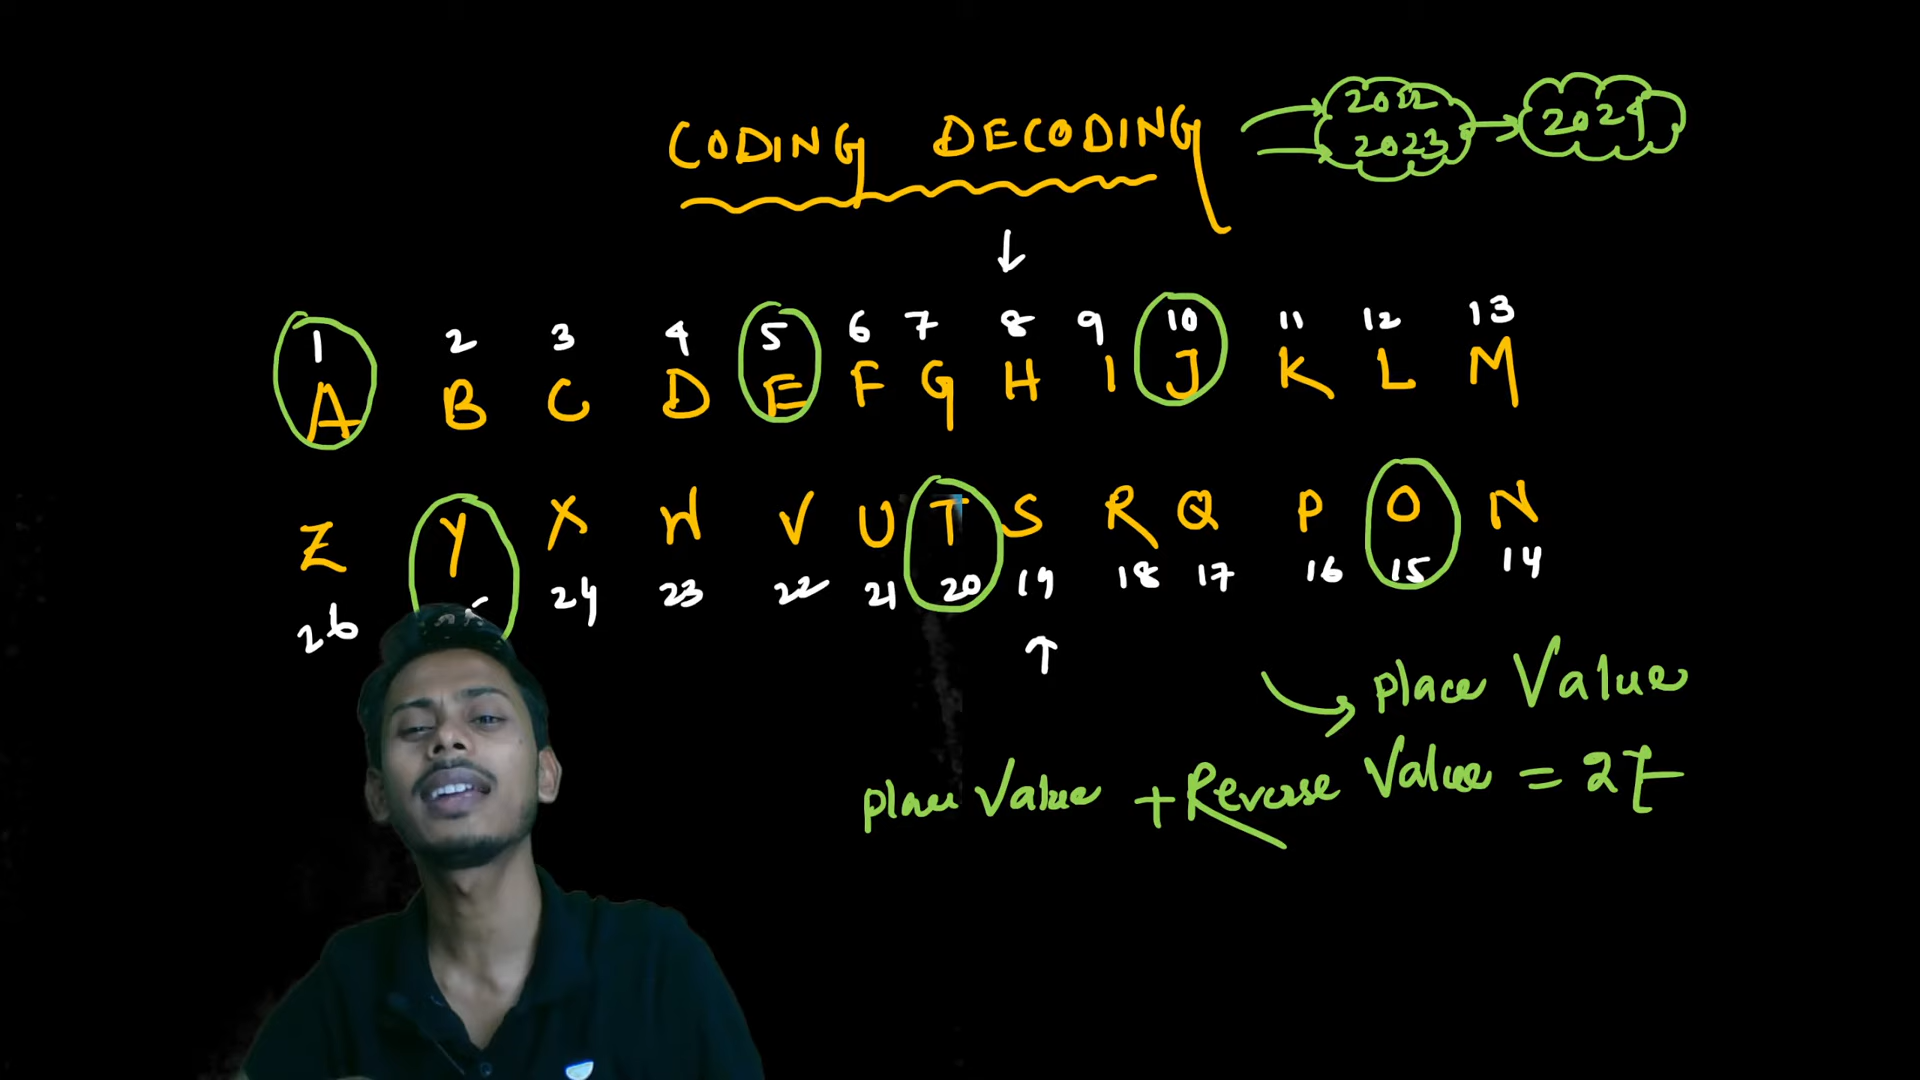 CODING DECODING
2022
2023
2024
1 2 3 4 5 6 7 8 9 10 11 12 13
A B C D E F G H I J K L M
Z Y X W V U T S R Q P O N
26 24 23 22 21 20 19 18 17 16 15 14
place Value
place Value + Reverse Value = 27